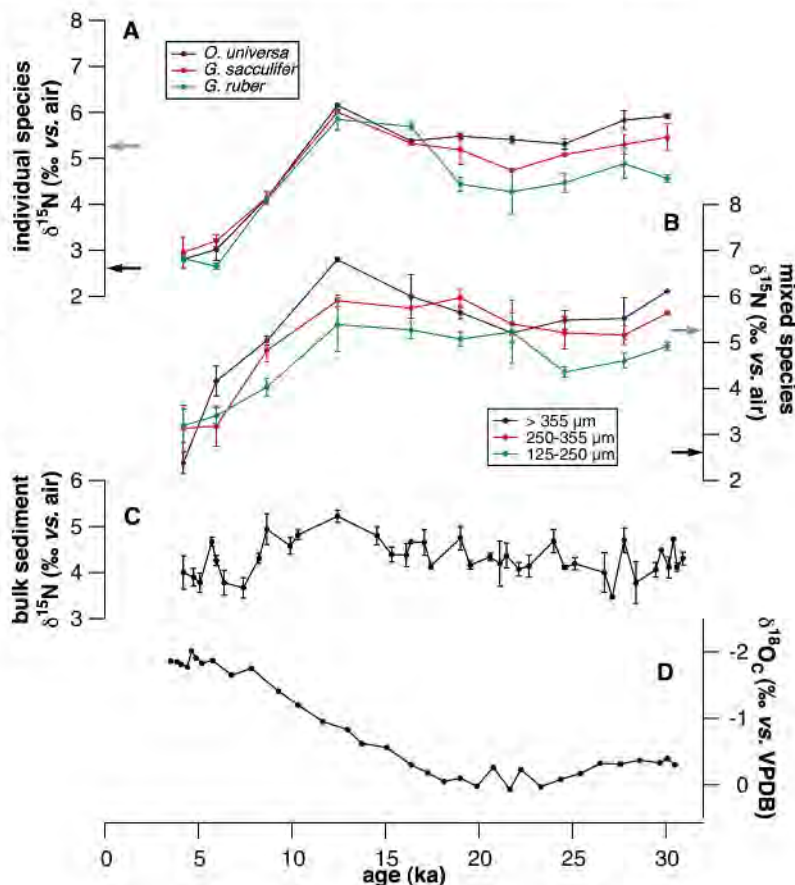 8
7
6
5
4
3
2
individual species
δ15N (‰ vs. air)
A
O. universa
G. sacculifer
G. ruber
B
8
7
6
5
4
3
2
mixed species
δ15N (‰ vs. air)
> 355 µm
250-355 µm
125-250 µm
6
5
4
3
bulk sediment
δ15N (‰ vs. air)
C
D
-2
-1
0
δ18OC (‰ vs. VPDB)
0
5
10
15
20
25
30
age (ka)